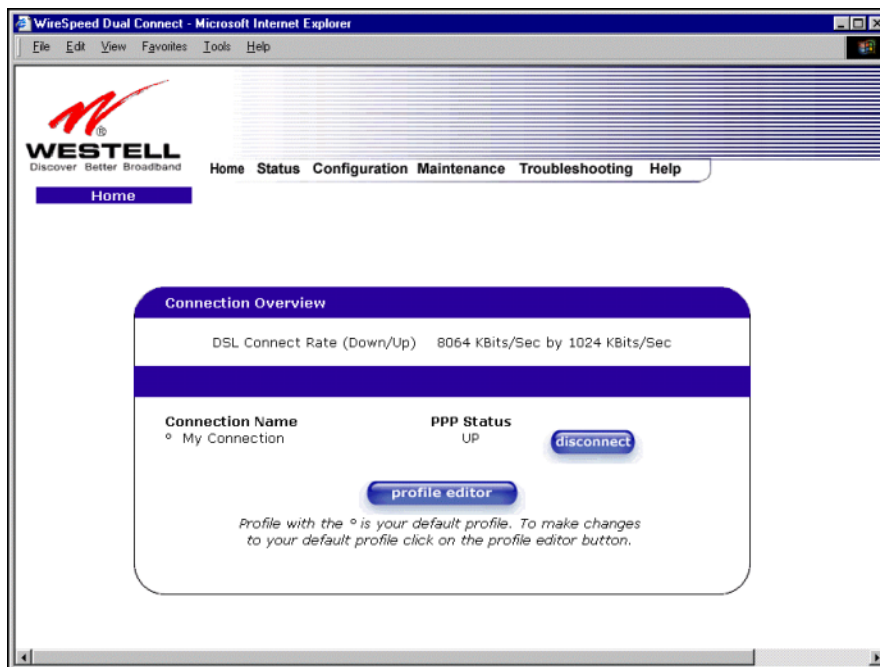 WireSpeed Dual Connect - Microsoft Internet Explorer
File Edit View Favorites Tools Help
WESTELL
®
Discover Better Broadband
Home Status Configuration Maintenance Troubleshooting Help
Home
Connection Overview
DSL Connect Rate (Down/Up) 8064 KBits/Sec by 1024 KBits/Sec
Connection Name PPP Status
° My Connection UP disconnect
profile editor
Profile with the ° is your default profile. To make changes
to your default profile click on the profile editor button.